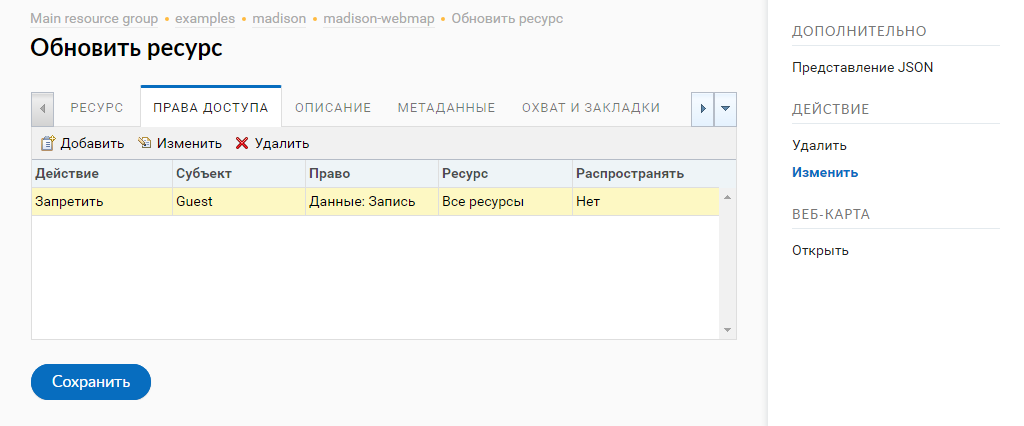 Main resource group • examples • madison • madison-webmap • Обновить ресурс
Обновить ресурс
РЕСУРС ПРАВА ДОСТУПА ОПИСАНИЕ МЕТАДАННЫЕ ОХВАТ И ЗАКЛАДКИ
Добавить Изменить Удалить
Действие Субъект Право Ресурс Распространять
Запретить Guest Данные: Запись Все ресурсы Нет
Сохранить
ДОПОЛНИТЕЛЬНО
Представление JSON
ДЕЙСТВИЕ
Удалить
Изменить
ВЕБ-КАРТА
Открыть